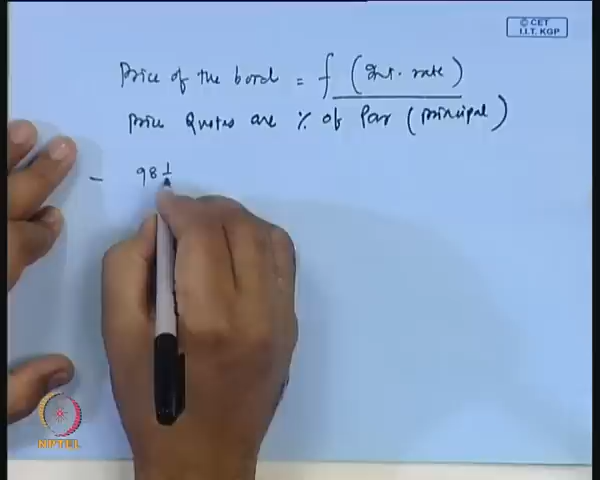 © CET
I.I.T. KGP
Price of the bond = f (Int. rate)
Price Quotes are % of Par (principal)
- 98 1
NPTEL